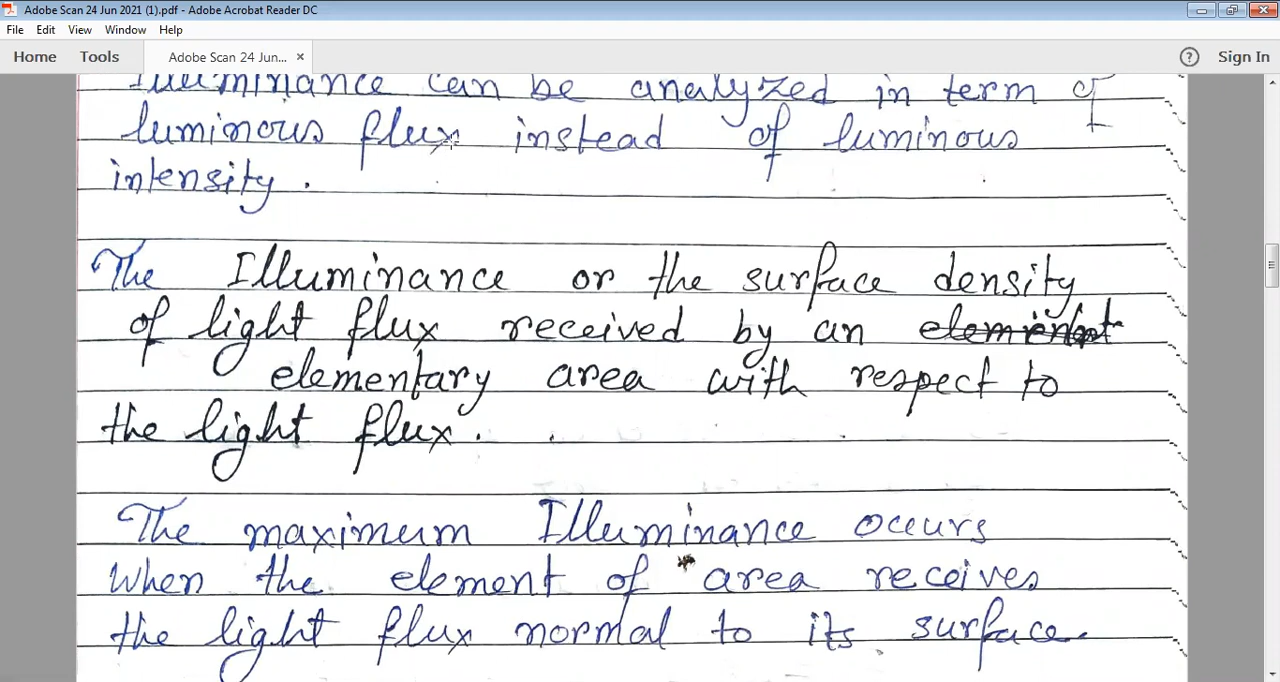 Adobe Scan 24 Jun 2021 (1).pdf - Adobe Acrobat Reader DC
File Edit View Window Help
Home Tools Adobe Scan 24 Jun... × ? Sign In
Illuminance can be analyzed in term of
luminous flux instead of luminous
intensity.
The Illuminance or the surface density
of light flux received by an element
elementary area with respect to
the light flux.
The maximum Illuminance occurs
when the element of area receives
the light flux normal to its surface.